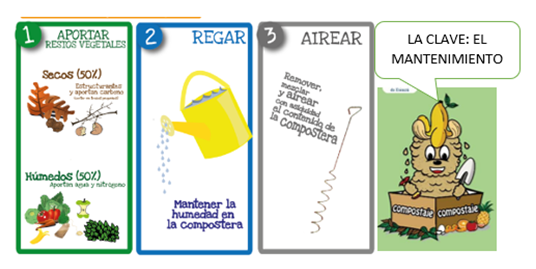 1
APORTAR
RESTOS VEGETALES
Secos (50%)
Estructurantes
y aportan carbono
Húmedos (50%)
Aportan agua y nitrógeno
2
REGAR
Mantener la
humedad en
la compostera
3
AIREAR
Remover,
mezclar
y airear
con asiduidad
el contenido de
la compostera
LA CLAVE: EL
MANTENIMIENTO
COMPOSTAJE
COMPOSTAJE